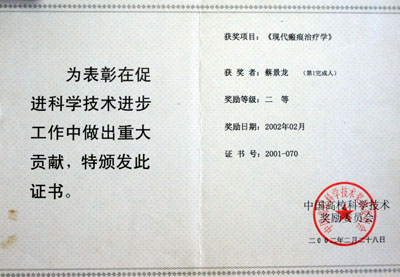 为表彰在促
进科学技术进步
工作中做出重大
贡献，特颁发此
证书。
获奖项目：《现代瘢痕治疗学》
获 奖 者：蔡景龙 （第1完成人）
奖励等级：二 等
奖励日期：2002年02月
证 书 号：2001-070
中国高校科学技术
奖励委员会
二00二年二月二十八日